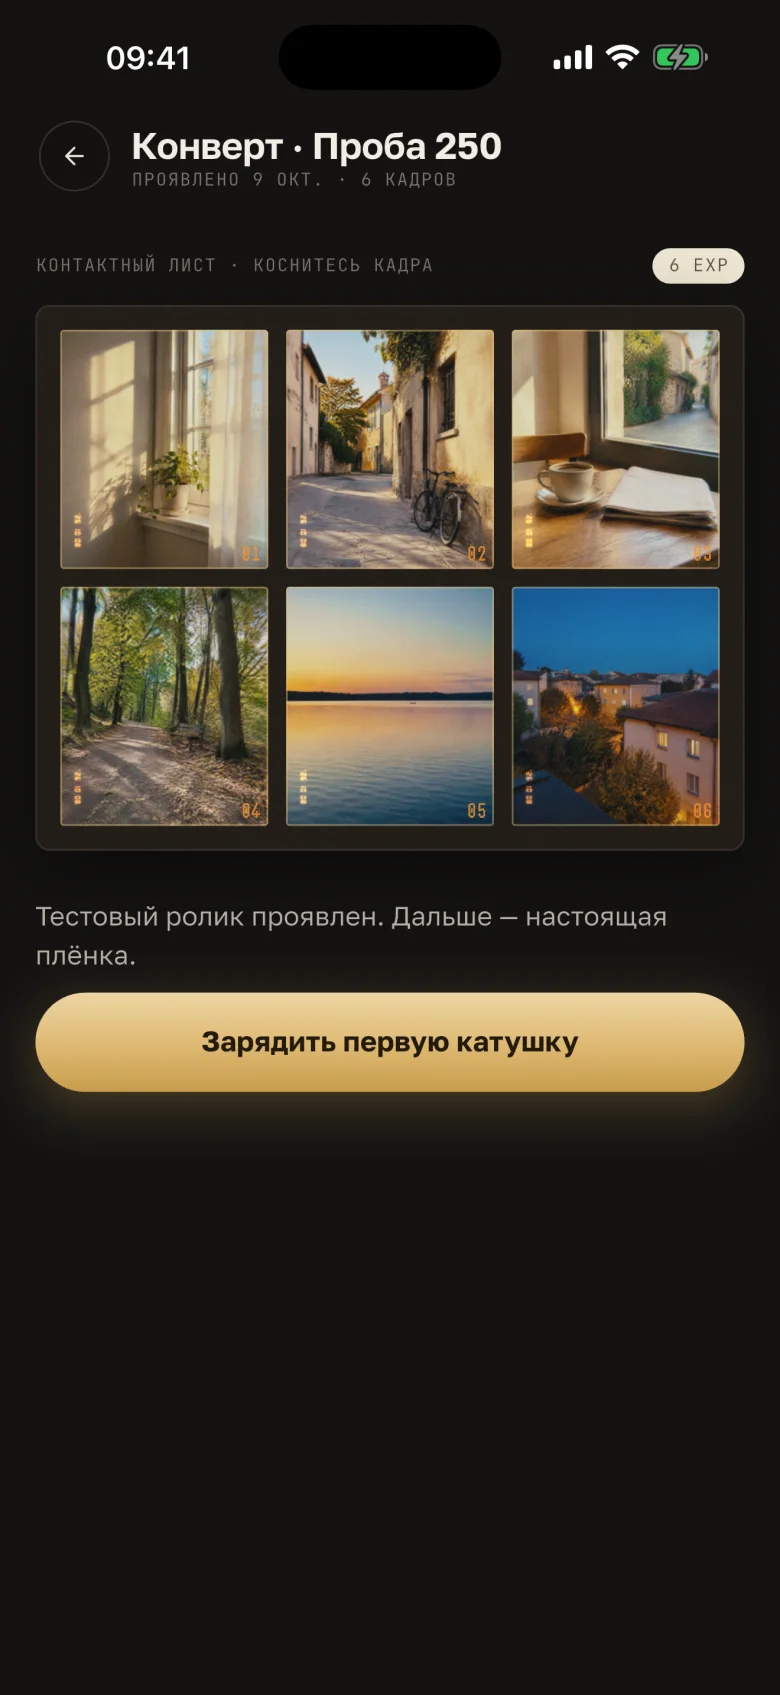 09:41
Конверт · Проба 250
ПРОЯВЛЕНО 9 ОКТ. · 6 КАДРОВ
КОНТАКТНЫЙ ЛИСТ · КОСНИТЕСЬ КАДРА
6 EXP
01
02
03
04
05
06
Тестовый ролик проявлен. Дальше — настоящая
плёнка.
Зарядить первую катушку